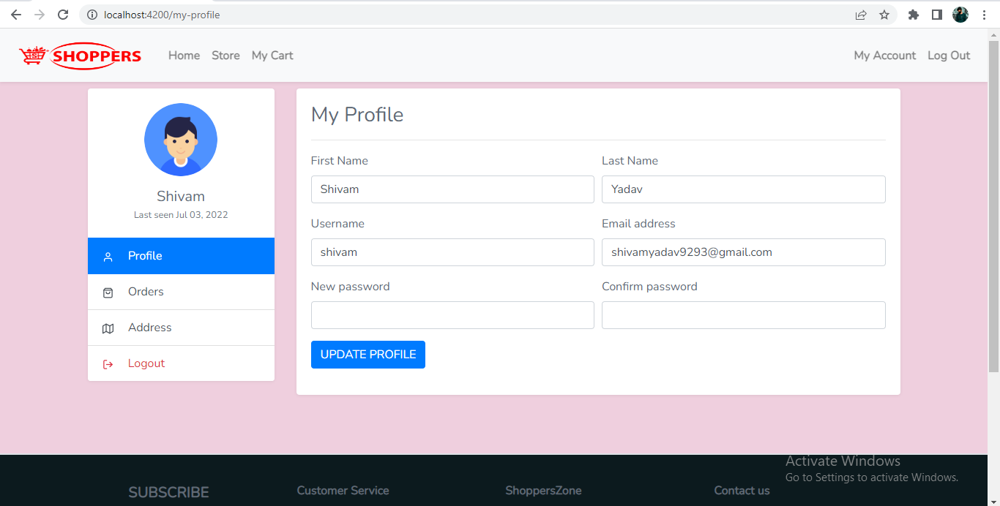 localhost:4200/my-profile
SHOPPERS
Home Store My Cart
My Account Log Out
Shivam
Last seen Jul 03, 2022
Profile
Orders
Address
Logout
My Profile
First Name Last Name
Shivam Yadav
Username Email address
shivam shivamyadav9293@gmail.com
New password Confirm password
UPDATE PROFILE
Activate Windows
Go to Settings to activate Windows.
SUBSCRIBE Customer Service ShoppersZone Contact us